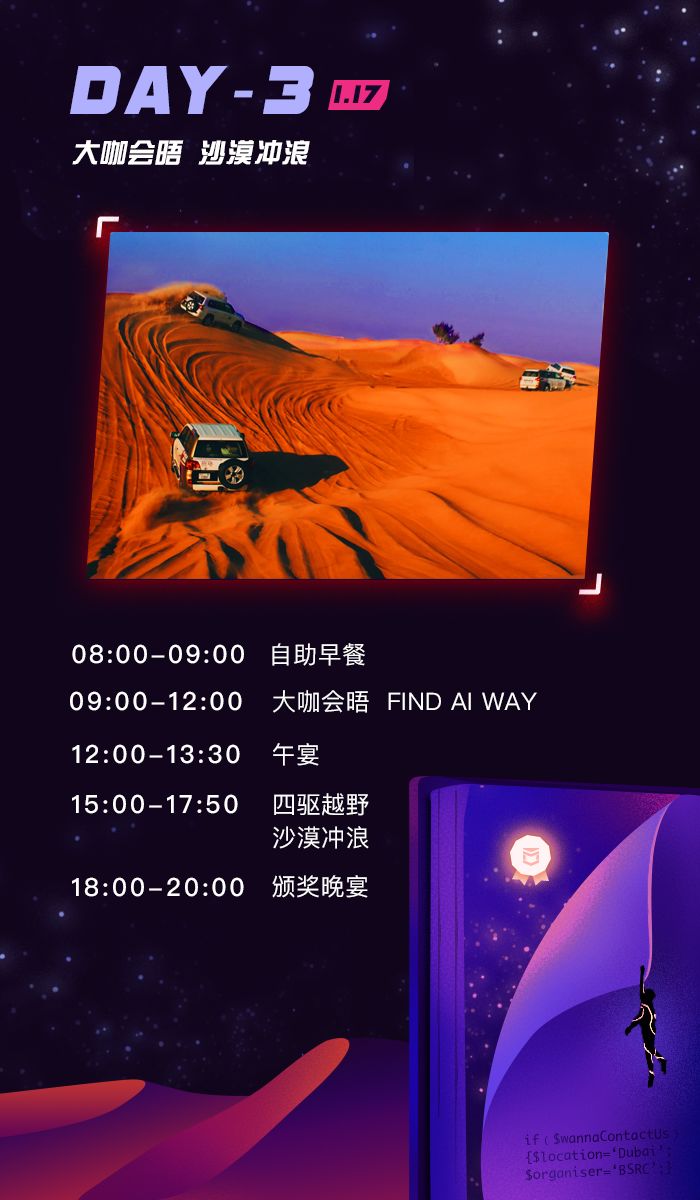 DAY-3 1.17
大咖会晤 沙漠冲浪
08:00–09:00 自助早餐
09:00–12:00 大咖会晤 FIND AI WAY
12:00–13:30 午宴
15:00–17:50 四驱越野
沙漠冲浪
18:00–20:00 颁奖晚宴
if($wannaContactUs)
{$location='Dubai';
$organiser='BSRC';}